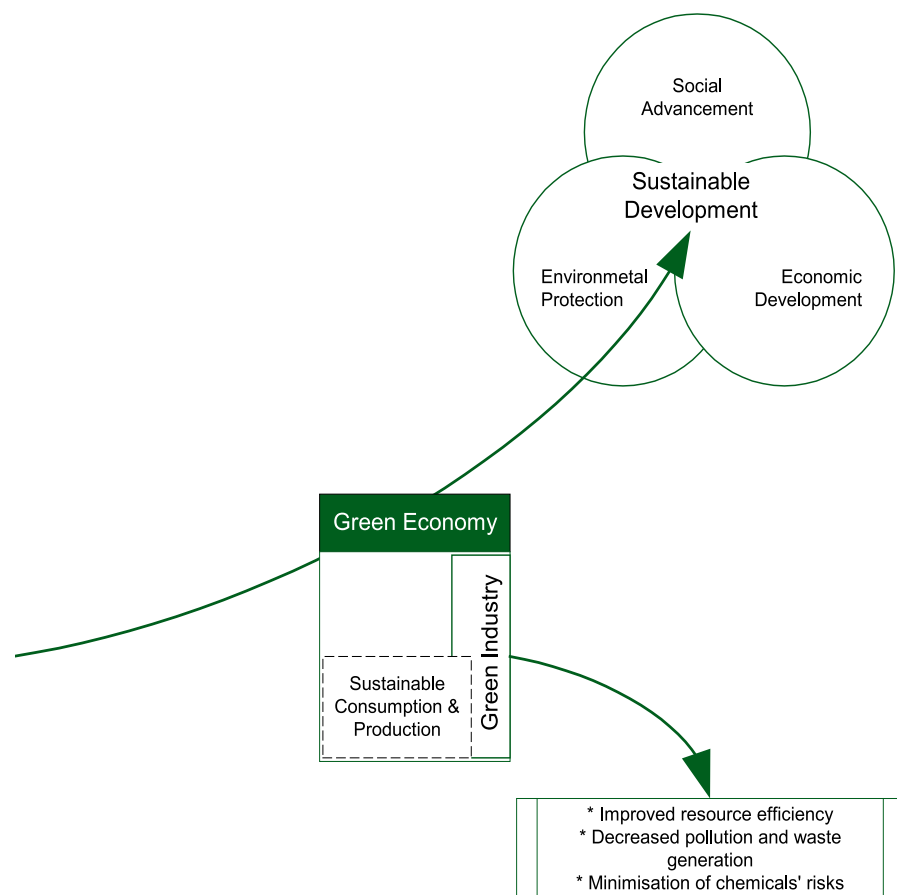 Social
Advancement
Sustainable
Development
Environmetal
Protection
Economic
Development
Green Economy
Green Industry
Sustainable
Consumption &
Production
* Improved resource efficiency
* Decreased pollution and waste
generation
* Minimisation of chemicals' risks